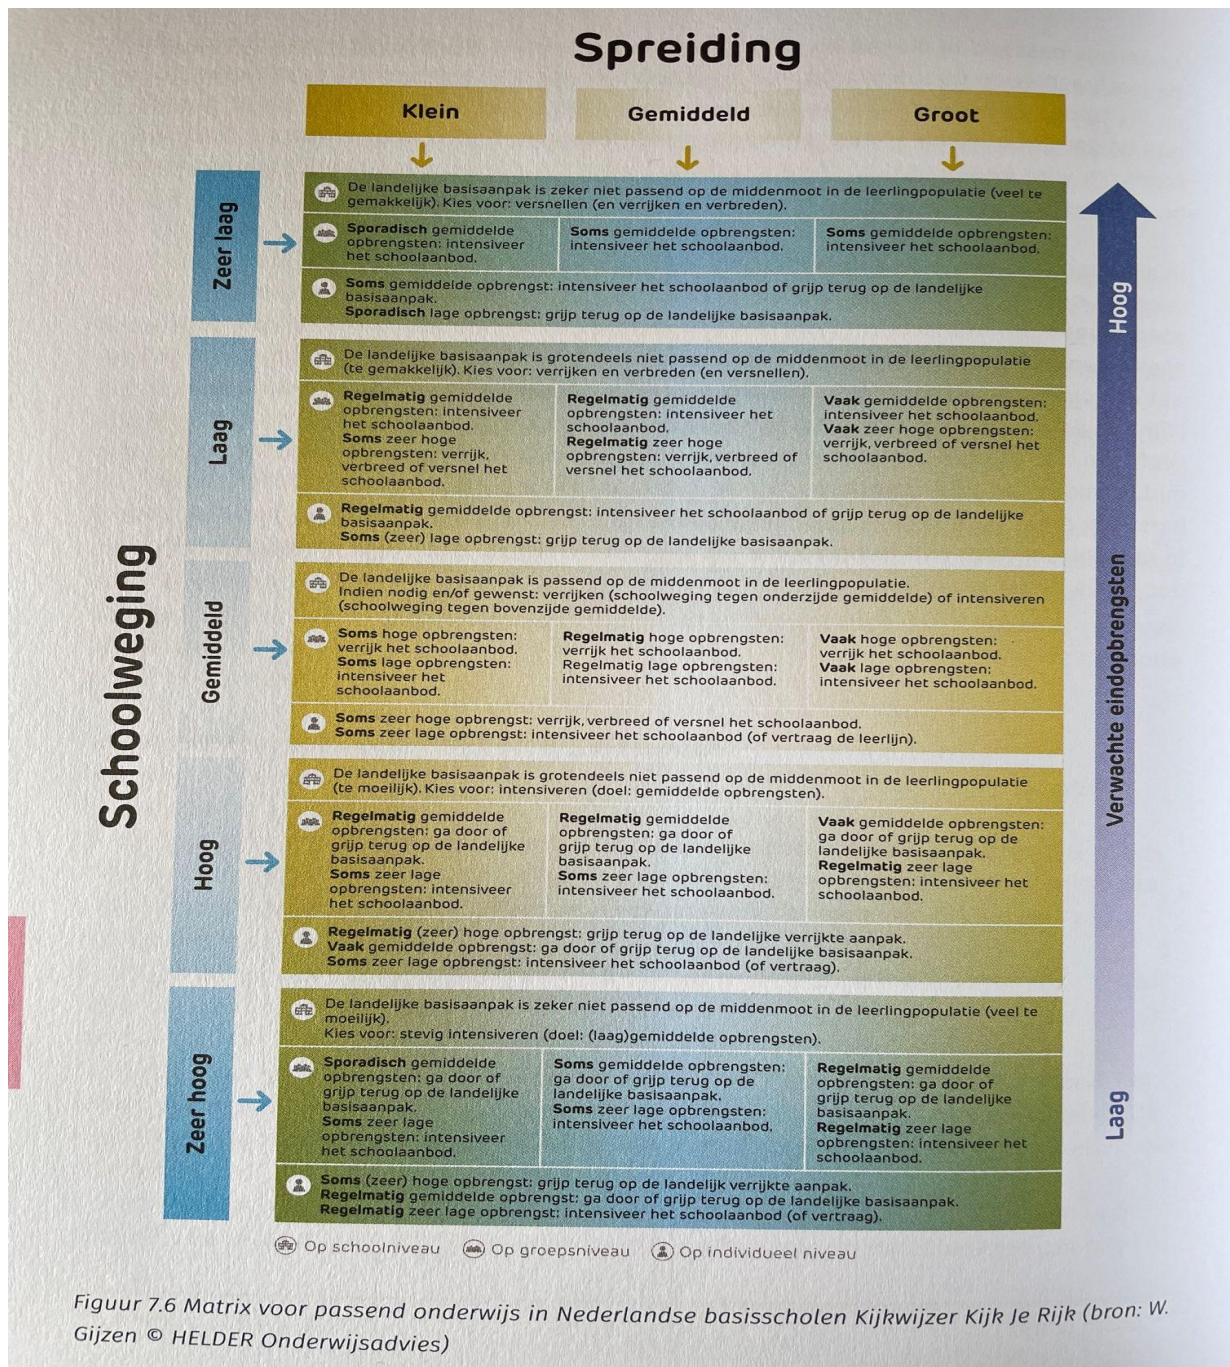 Spreiding
Klein
Gemiddeld
Groot
Schoolweging
Zeer laag
De landelijke basisaanpak is zeker niet passend op de middenmoot in de leerlingpopulatie (veel te
gemakkelijk). Kies voor: versnellen (en verrijken en verbreden).
Sporadisch gemiddelde
opbrengsten: intensiveer
het schoolaanbod.
Soms gemiddelde opbrengsten:
intensiveer het schoolaanbod.
Soms gemiddelde opbrengsten:
intensiveer het schoolaanbod.
Soms gemiddelde opbrengst: intensiveer het schoolaanbod of grijp terug op de landelijke
basisaanpak.
Sporadisch lage opbrengst: grijp terug op de landelijke basisaanpak.
Laag
De landelijke basisaanpak is grotendeels niet passend op de middenmoot in de leerlingpopulatie
(te gemakkelijk). Kies voor: verrijken en verbreden (en versnellen).
Regelmatig gemiddelde
opbrengsten: intensiveer
het schoolaanbod.
Soms zeer hoge
opbrengsten: verrijk,
verbreed of versnel het
schoolaanbod.
Regelmatig gemiddelde
opbrengsten: intensiveer het
schoolaanbod.
Regelmatig zeer hoge
opbrengsten: verrijk, verbreed of
versnel het schoolaanbod.
Vaak gemiddelde opbrengsten:
intensiveer het schoolaanbod.
Vaak zeer hoge opbrengsten:
verrijk, verbreed of versnel het
schoolaanbod.
Regelmatig gemiddelde opbrengst: intensiveer het schoolaanbod of grijp terug op de landelijke
basisaanpak.
Soms (zeer) lage opbrengst: grijp terug op de landelijke basisaanpak.
Gemiddeld
De landelijke basisaanpak is passend op de middenmoot in de leerlingpopulatie.
Indien nodig en/of gewenst: verrijken (schoolweging tegen onderzijde gemiddelde) of intensiveren
(schoolweging tegen bovenzijde gemiddelde).
Soms hoge opbrengsten:
verrijk het schoolaanbod.
Soms lage opbrengsten:
intensiveer het
schoolaanbod.
Regelmatig hoge opbrengsten:
verrijk het schoolaanbod.
Regelmatig lage opbrengsten:
intensiveer het schoolaanbod.
Vaak hoge opbrengsten:
verrijk het schoolaanbod.
Vaak lage opbrengsten:
intensiveer het schoolaanbod.
Soms zeer hoge opbrengst: verrijk, verbreed of versnel het schoolaanbod.
Soms zeer lage opbrengst: intensiveer het schoolaanbod (of vertraag de leerlijn).
Hoog
De landelijke basisaanpak is grotendeels niet passend op de middenmoot in de leerlingpopulatie
(te moeilijk). Kies voor: intensiveren (doel: gemiddelde opbrengsten).
Regelmatig gemiddelde
opbrengsten: ga door of
grijp terug op de landelijke
basisaanpak.
Soms zeer lage
opbrengsten: intensiveer
het schoolaanbod.
Regelmatig gemiddelde
opbrengsten: ga door of
grijp terug op de landelijke
basisaanpak.
Soms zeer lage opbrengsten:
intensiveer het schoolaanbod.
Vaak gemiddelde opbrengsten:
ga door of grijp terug op de
landelijke basisaanpak.
Regelmatig zeer lage
opbrengsten: intensiveer het
schoolaanbod.
Regelmatig (zeer) hoge opbrengst: grijp terug op de landelijke verrijkte aanpak.
Vaak gemiddelde opbrengst: ga door of grijp terug op de landelijke basisaanpak.
Soms zeer lage opbrengst: intensiveer het schoolaanbod (of vertraag).
Zeer hoog
De landelijke basisaanpak is zeker niet passend op de middenmoot in de leerlingpopulatie (veel te
moeilijk).
Kies voor: stevig intensiveren (doel: (laag)gemiddelde opbrengsten).
Sporadisch gemiddelde
opbrengsten: ga door of
grijp terug op de landelijke
basisaanpak.
Soms zeer lage
opbrengsten: intensiveer
het schoolaanbod.
Soms gemiddelde opbrengsten:
ga door of grijp terug op de
landelijke basisaanpak.
Soms zeer lage opbrengsten:
intensiveer het schoolaanbod.
Regelmatig gemiddelde
opbrengsten: ga door of
grijp terug op de landelijke
basisaanpak.
Regelmatig zeer lage
opbrengsten: intensiveer het
schoolaanbod.
Soms (zeer) hoge opbrengst: grijp terug op de landelijk verrijkte aanpak.
Regelmatig gemiddelde opbrengst: ga door of grijp terug op de landelijke basisaanpak.
Regelmatig zeer lage opbrengst: intensiveer het schoolaanbod (of vertraag).
Hoog
Verwachte eindopbrengsten
Laag
Op schoolniveau
Op groepsniveau
Op individueel niveau
Figuur 7.6 Matrix voor passend onderwijs in Nederlandse basisscholen Kijkwijzer Kijk Je Rijk (bron: W.
Gijzen © HELDER Onderwijsadvies)